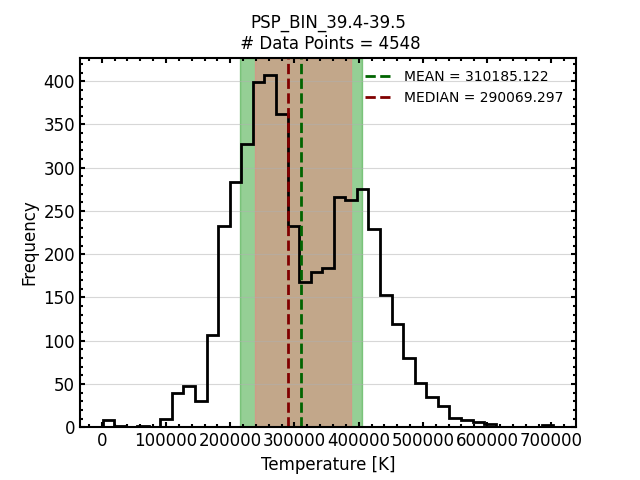 PSP_BIN_39.4-39.5
# Data Points = 4548
MEAN = 310185.122
MEDIAN = 290069.297
400
350
300
250
200
150
100
50
0
Frequency
0 100000 200000 300000 400000 500000 600000 700000
Temperature [K]